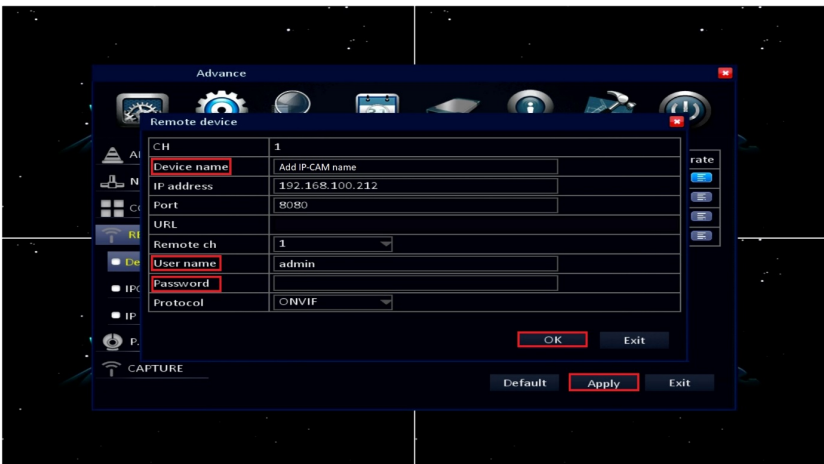 Advance
Remote device
CH 1
Device name Add IP-CAM name
IP address 192.168.100.212
Port 8080
URL
Remote ch 1
User name admin
Password
Protocol ONVIF
OK Exit
rate
CAPTURE
Default Apply Exit